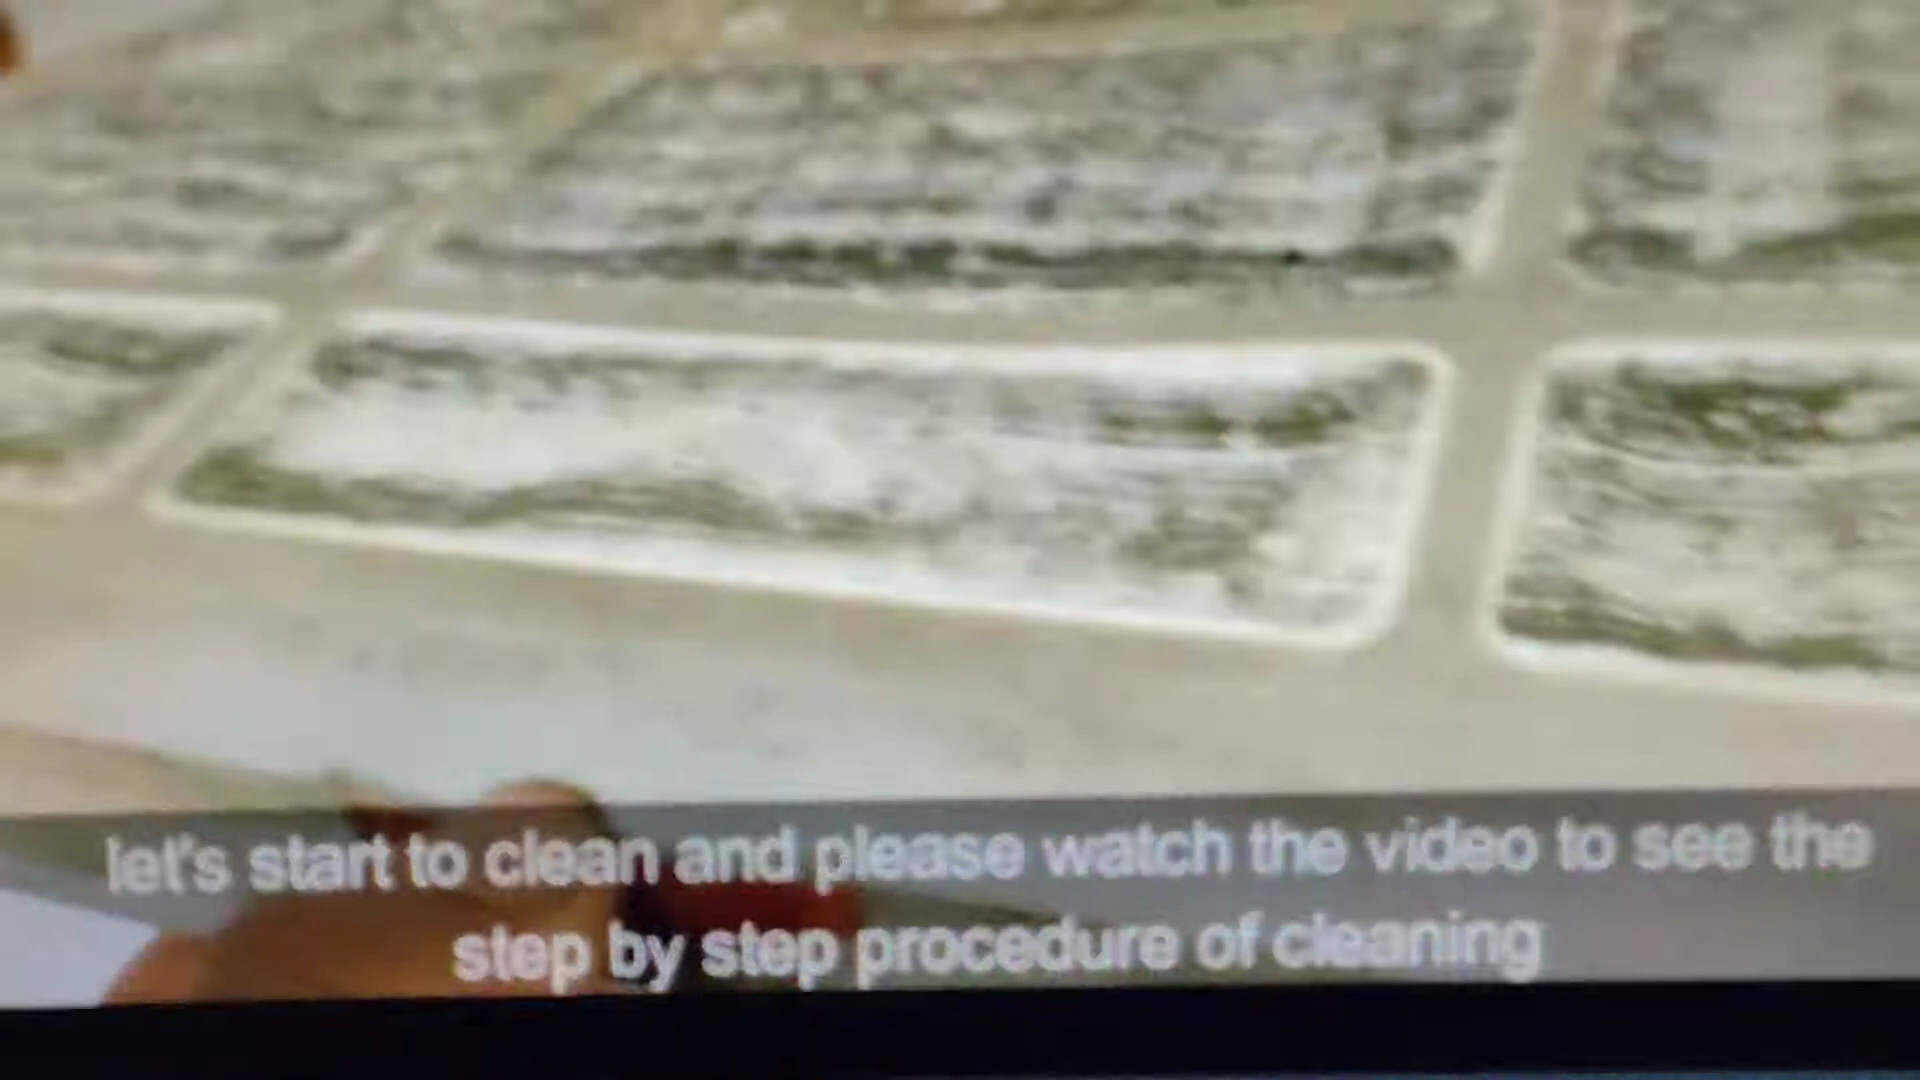 let's start to clean and please watch the video to see the
step by step procedure of cleaning